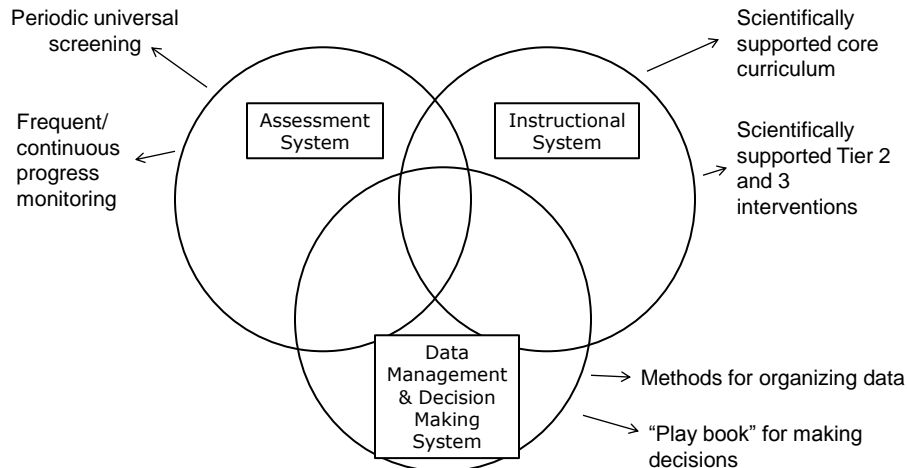 Periodic universal
screening
Frequent/
continuous
progress
monitoring
Assessment
System
Instructional
System
Scientifically
supported core
curriculum
Scientifically
supported Tier 2
and 3
interventions
Data
Management
& Decision
Making
System
Methods for organizing data
“Play book” for making
decisions